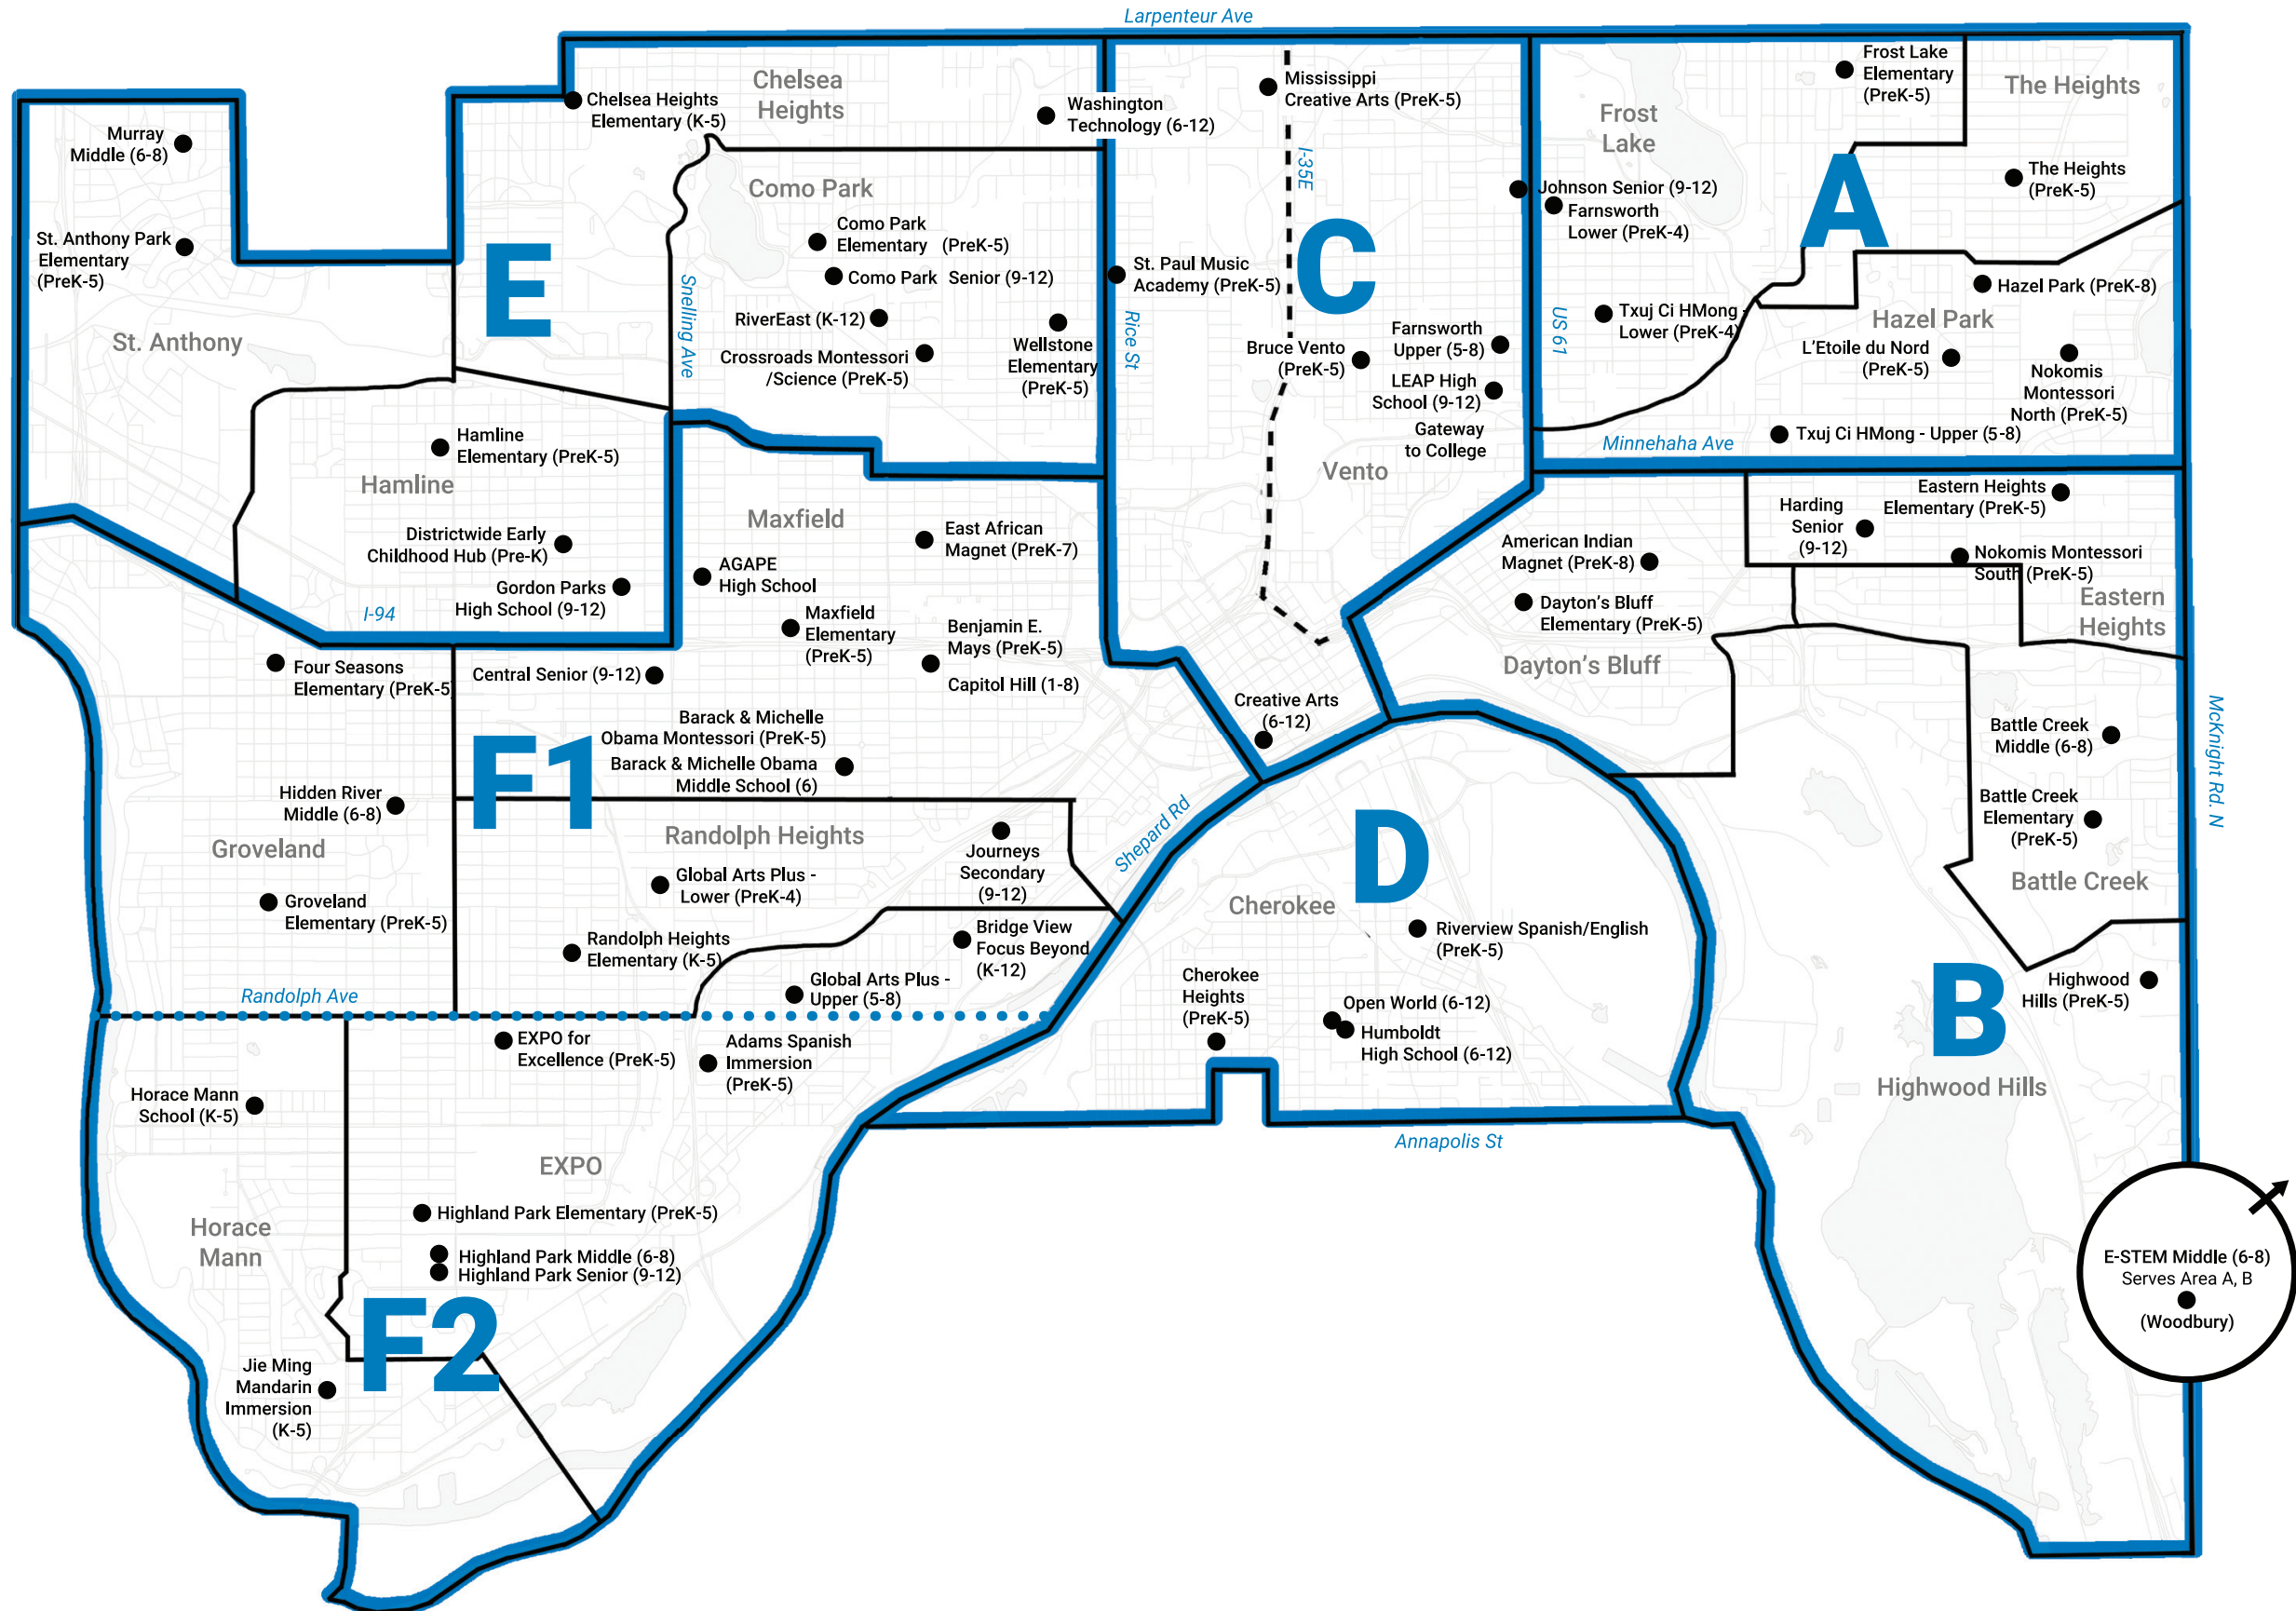 Larpenteur Ave
Chelsea
Heights
Chelsea Heights
Elementary (K-5)
Washington
Technology (6-12)
Mississippi
Creative Arts (PreK-5)
Frost Lake
Elementary
(PreK-5)
The Heights
Frost
Lake
Murray
Middle (6-8)
I-35E
A
The Heights
(PreK-5)
Como Park
Johnson Senior (9-12)
Farnsworth
Lower (PreK-4)
St. Anthony Park
Elementary
(PreK-5)
E
Como Park
Elementary (PreK-5)
Como Park Senior (9-12)
St. Paul Music
Academy (PreK-5)
C
Hazel Park (PreK-8)
Snelling Ave
RiverEast (K-12)
Crossroads Montessori
/Science (PreK-5)
Wellstone
Elementary
(PreK-5)
Rice St
Bruce Vento
(PreK-5)
Farnsworth
Upper (5-8)
LEAP High
School (9-12)
Gateway
to College
US 61
Txuj Ci HMong -
Lower (PreK-4)
Hazel Park
L'Etoile du Nord
(PreK-5)
Nokomis
Montessori
North (PreK-5)
St. Anthony
Hamline
Elementary (PreK-5)
Hamline
Vento
Minnehaha Ave
Txuj Ci HMong - Upper (5-8)
Maxfield
Districtwide Early
Childhood Hub (Pre-K)
Gordon Parks
High School (9-12)
I-94
AGAPE
High School
East African
Magnet (PreK-7)
American Indian
Magnet (PreK-8)
Harding
Senior
(9-12)
Eastern Heights
Elementary (PreK-5)
Nokomis Montessori
South (PreK-5)
Eastern
Heights
Maxfield
Elementary
(PreK-5)
Benjamin E.
Mays (PreK-5)
Capitol Hill (1-8)
Dayton's Bluff
Elementary (PreK-5)
Dayton's Bluff
Four Seasons
Elementary (PreK-5)
Central Senior (9-12)
Creative Arts
(6-12)
Barack & Michelle
Obama Montessori (PreK-5)
Barack & Michelle Obama
Middle School (6)
McKnight Rd. N
Battle Creek
Middle (6-8)
F1
Hidden River
Middle (6-8)
Groveland
Randolph Heights
Journeys
Secondary
(9-12)
Shepard Rd
D
Battle Creek
Elementary
(PreK-5)
Battle Creek
Global Arts Plus -
Lower (PreK-4)
Groveland
Elementary (PreK-5)
Cherokee
Riverview Spanish/English
(PreK-5)
Randolph Heights
Elementary (K-5)
Bridge View
Focus Beyond
(K-12)
Global Arts Plus -
Upper (5-8)
Randolph Ave
Cherokee
Heights
(PreK-5)
Open World (6-12)
Humboldt
High School (6-12)
B
Highwood
Hills (PreK-5)
Highwood Hills
EXPO for
Excellence (PreK-5)
Adams Spanish
Immersion
(PreK-5)
Horace Mann
School (K-5)
Annapolis St
EXPO
Horace
Mann
Highland Park Elementary (PreK-5)
Highland Park Middle (6-8)
Highland Park Senior (9-12)
F2
Jie Ming
Mandarin
Immersion
(K-5)
E-STEM Middle (6-8)
Serves Area A, B
(Woodbury)